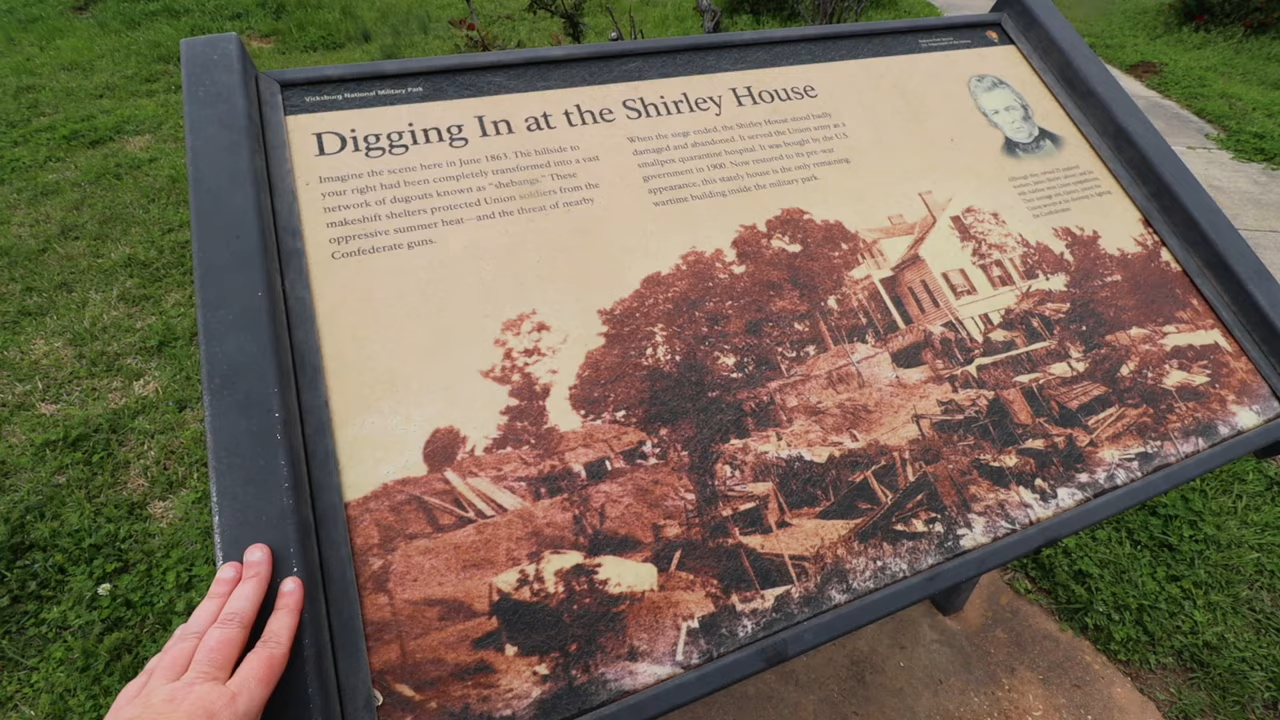 Vicksburg National Military Park
Digging In at the Shirley House
Imagine the scene here in June 1863. The hillside to
your right had been completely transformed into a vast
network of dugouts known as “shebangs.” These
makeshift shelters protected Union soldiers from the
oppressive summer heat—and the threat of nearby
Confederate guns.
When the siege ended, the Shirley House stood badly
damaged and abandoned. It served the Union army as a
smallpox quarantine hospital. It was bought by the U.S.
government in 1900. Now restored to its pre-war
appearance, this stately house is the only remaining
wartime building inside the military park.
Although they owned
the Confederates.